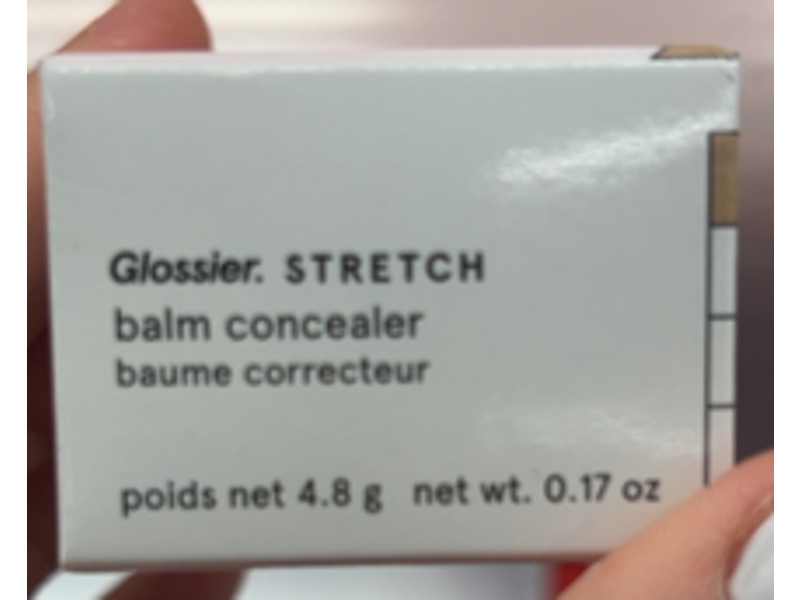 Glossier. STRETCH
balm concealer
baume correcteur
poids net 4.8 g net wt. 0.17 oz